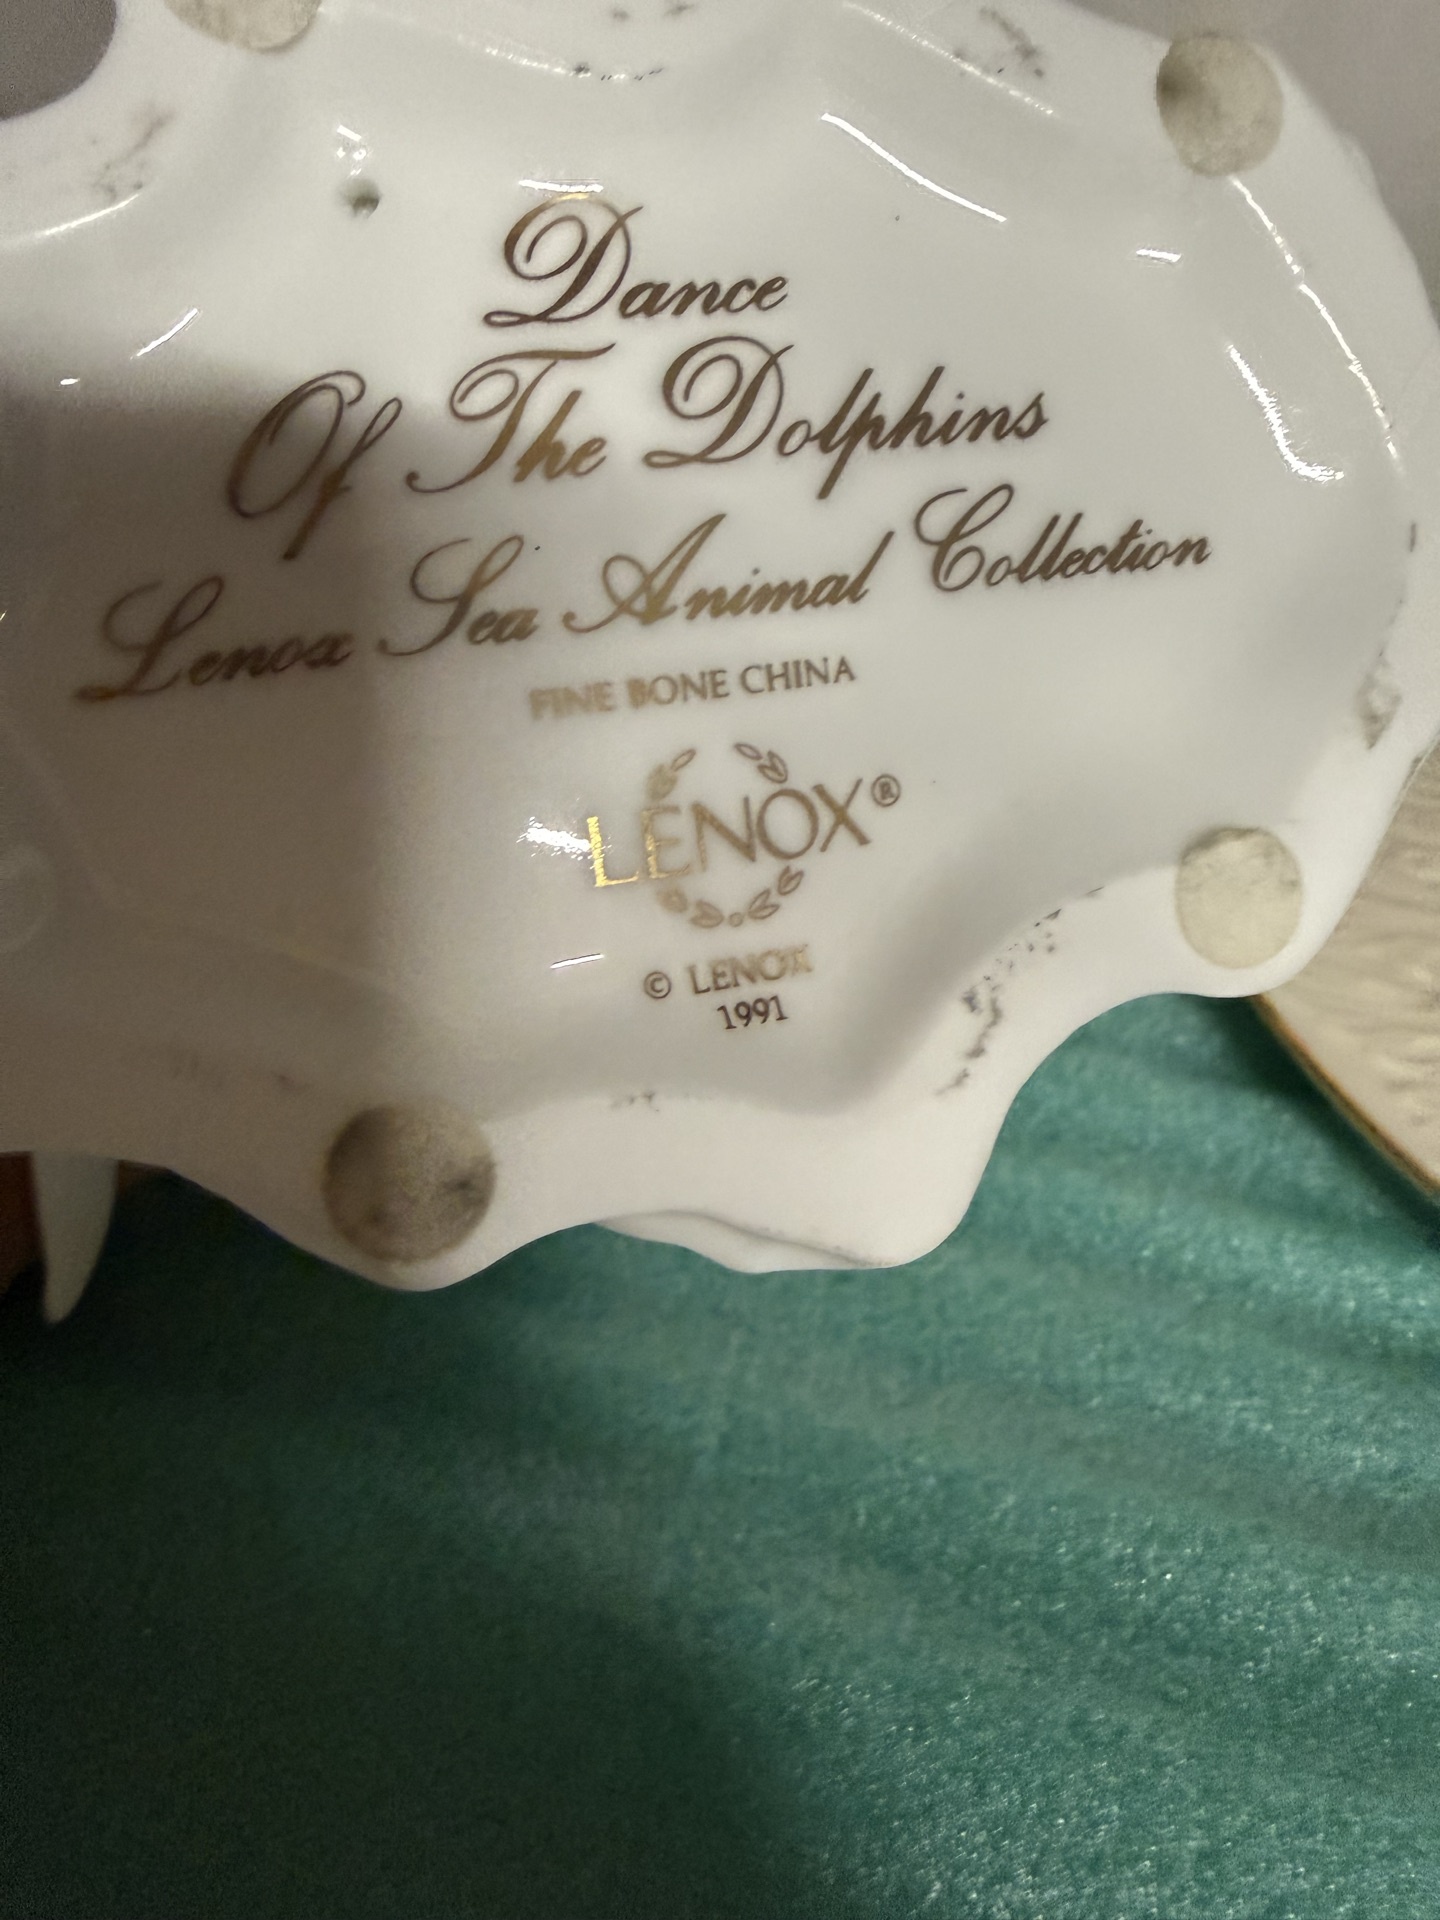 Dance
Of The Dolphins
Lenox Sea Animal Collection
FINE BONE CHINA
LENOX®
© LENOX
1991